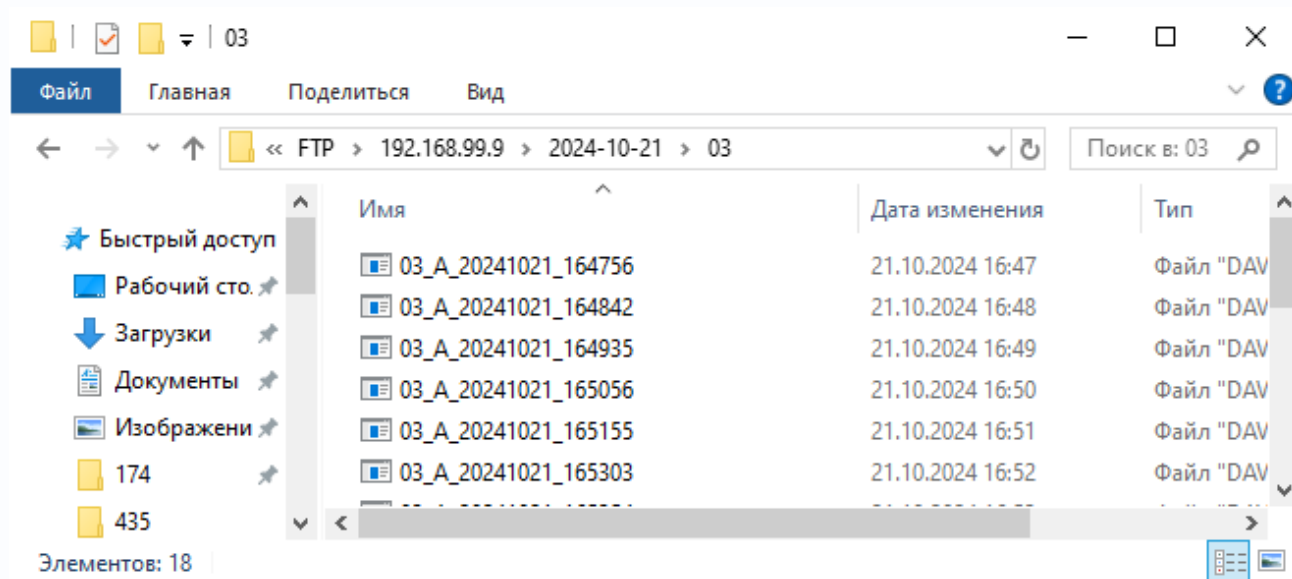 03
Файл Главная Поделиться Вид
« FTP > 192.168.99.9 > 2024-10-21 > 03 Поиск в: 03
Имя Дата изменения Тип
Быстрый доступ
Рабочий сто.
Загрузки
Документы
Изображени
174
435
03_A_20241021_164756 21.10.2024 16:47 Файл "DAV
03_A_20241021_164842 21.10.2024 16:48 Файл "DAV
03_A_20241021_164935 21.10.2024 16:49 Файл "DAV
03_A_20241021_165056 21.10.2024 16:50 Файл "DAV
03_A_20241021_165155 21.10.2024 16:51 Файл "DAV
03_A_20241021_165303 21.10.2024 16:52 Файл "DAV
Элементов: 18